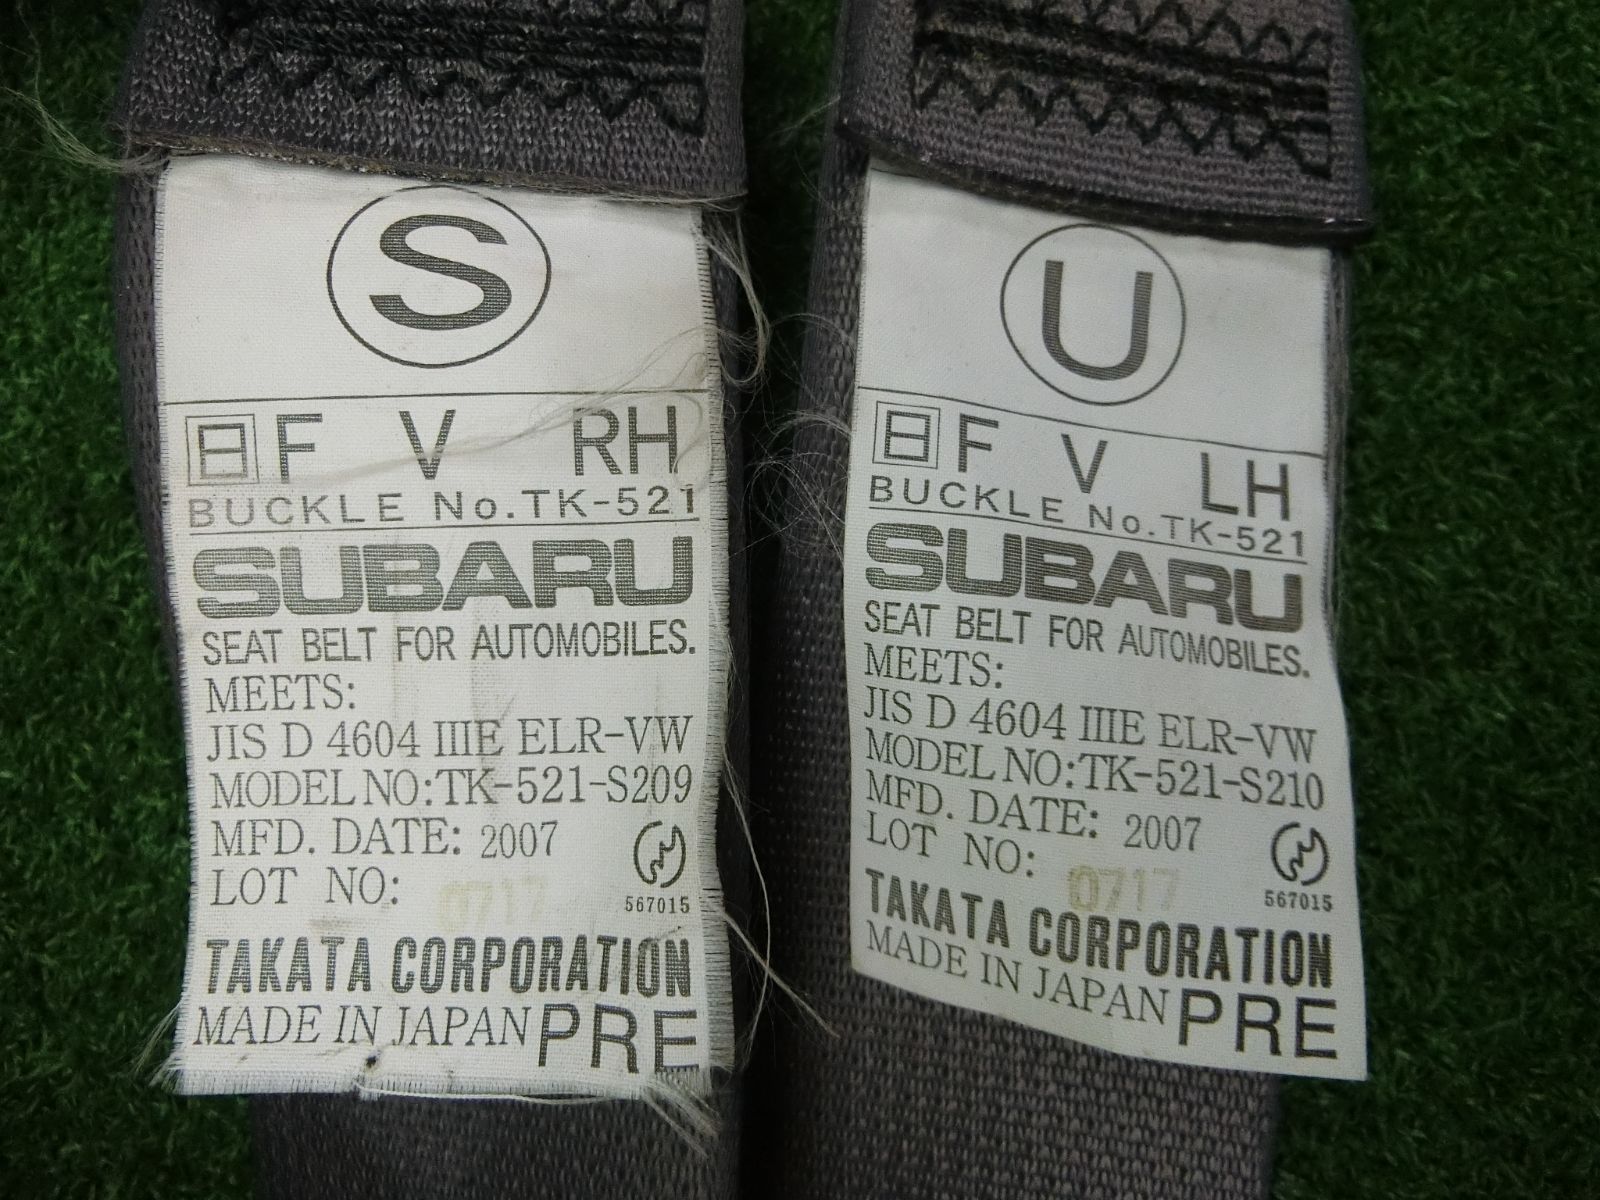 S
日 F V RH
BUCKLE No.TK-521
SUBARU
SEAT BELT FOR AUTOMOBILES.
MEETS:
JIS D 4604 IIIE ELR-VW
MODEL NO:TK-521-S209
MFD. DATE: 2007
LOT NO: 0717
567015
TAKATA CORPORATION
MADE IN JAPAN PRE
U
日 F V LH
BUCKLE No.TK-521
SUBARU
SEAT BELT FOR AUTOMOBILES.
MEETS:
JIS D 4604 IIIE ELR-VW
MODEL NO:TK-521-S210
MFD. DATE: 2007
LOT NO: 0717
567015
TAKATA CORPORATION
MADE IN JAPAN PRE